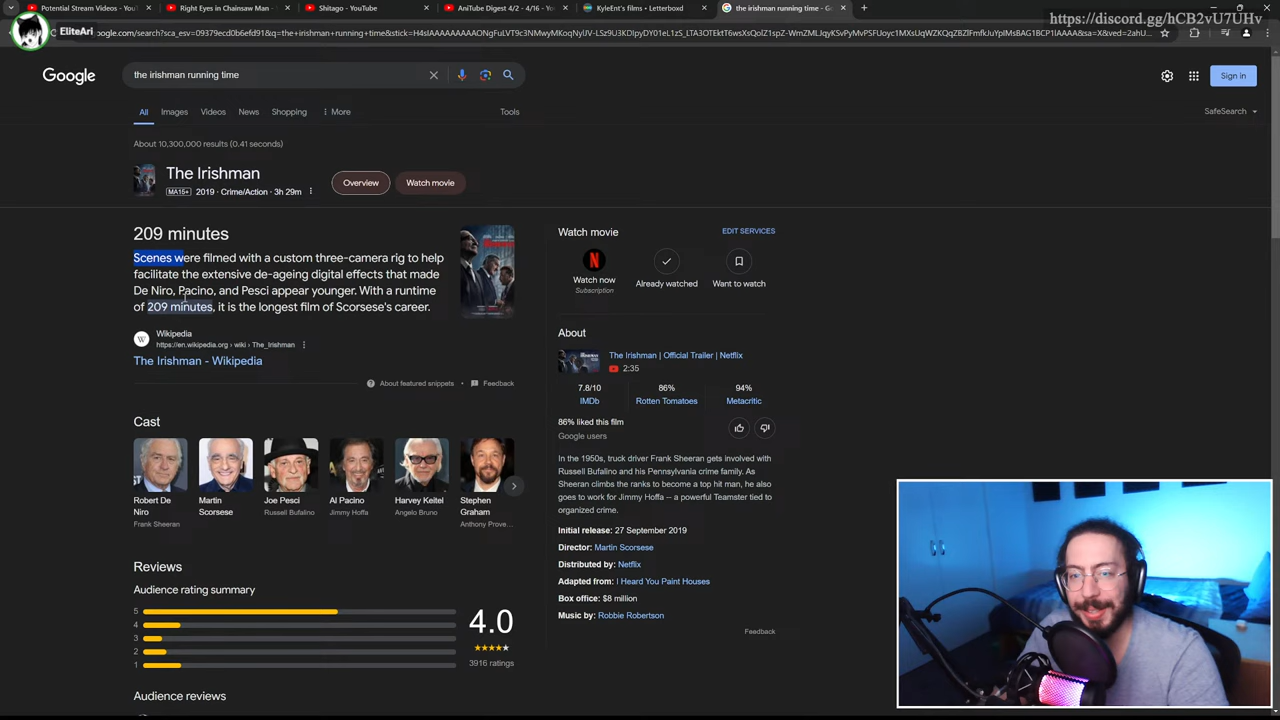 Potential Stream Videos - YouTube
Right Eyes in Chainsaw Man -
Shitago - YouTube
AniTube Digest 4/2 - 4/16 - YouTube
KyleEnt's films • Letterboxd
the irishman running time - Go
https://discord.gg/hCB2vU7UHv
EliteAri
Google
the irishman running time
Sign in
All
Images
Videos
News
Shopping
More
Tools
SafeSearch
About 10,300,000 results (0.41 seconds)
The Irishman
MA15+ 2019 ‧ Crime/Action ‧ 3h 29m
Overview
Watch movie
209 minutes
Scenes were filmed with a custom three-camera rig to help
facilitate the extensive de-ageing digital effects that made
De Niro, Pacino, and Pesci appear younger. With a runtime
of 209 minutes, it is the longest film of Scorsese's career.
Wikipedia
https://en.wikipedia.org › wiki › The_Irishman
The Irishman - Wikipedia
About featured snippets
Feedback
Cast
Robert De
Niro
Frank Sheeran
Martin
Scorsese
Joe Pesci
Russell Bufalino
Al Pacino
Jimmy Hoffa
Harvey Keitel
Angelo Bruno
Stephen
Graham
Anthony Prove...
Reviews
Audience rating summary
5
4
3
2
1
4.0
3916 ratings
Audience reviews
Watch movie
EDIT SERVICES
Watch now
Subscription
Already watched
Want to watch
About
The Irishman | Official Trailer | Netflix
2:35
7.8/10
IMDb
86%
Rotten Tomatoes
94%
Metacritic
86% liked this film
Google users
In the 1950s, truck driver Frank Sheeran gets involved with
Russell Bufalino and his Pennsylvania crime family. As
Sheeran climbs the ranks to become a top hit man, he also
goes to work for Jimmy Hoffa -- a powerful Teamster tied to
organized crime.
Initial release: 27 September 2019
Director: Martin Scorsese
Distributed by: Netflix
Adapted from: I Heard You Paint Houses
Box office: $8 million
Music by: Robbie Robertson
Feedback